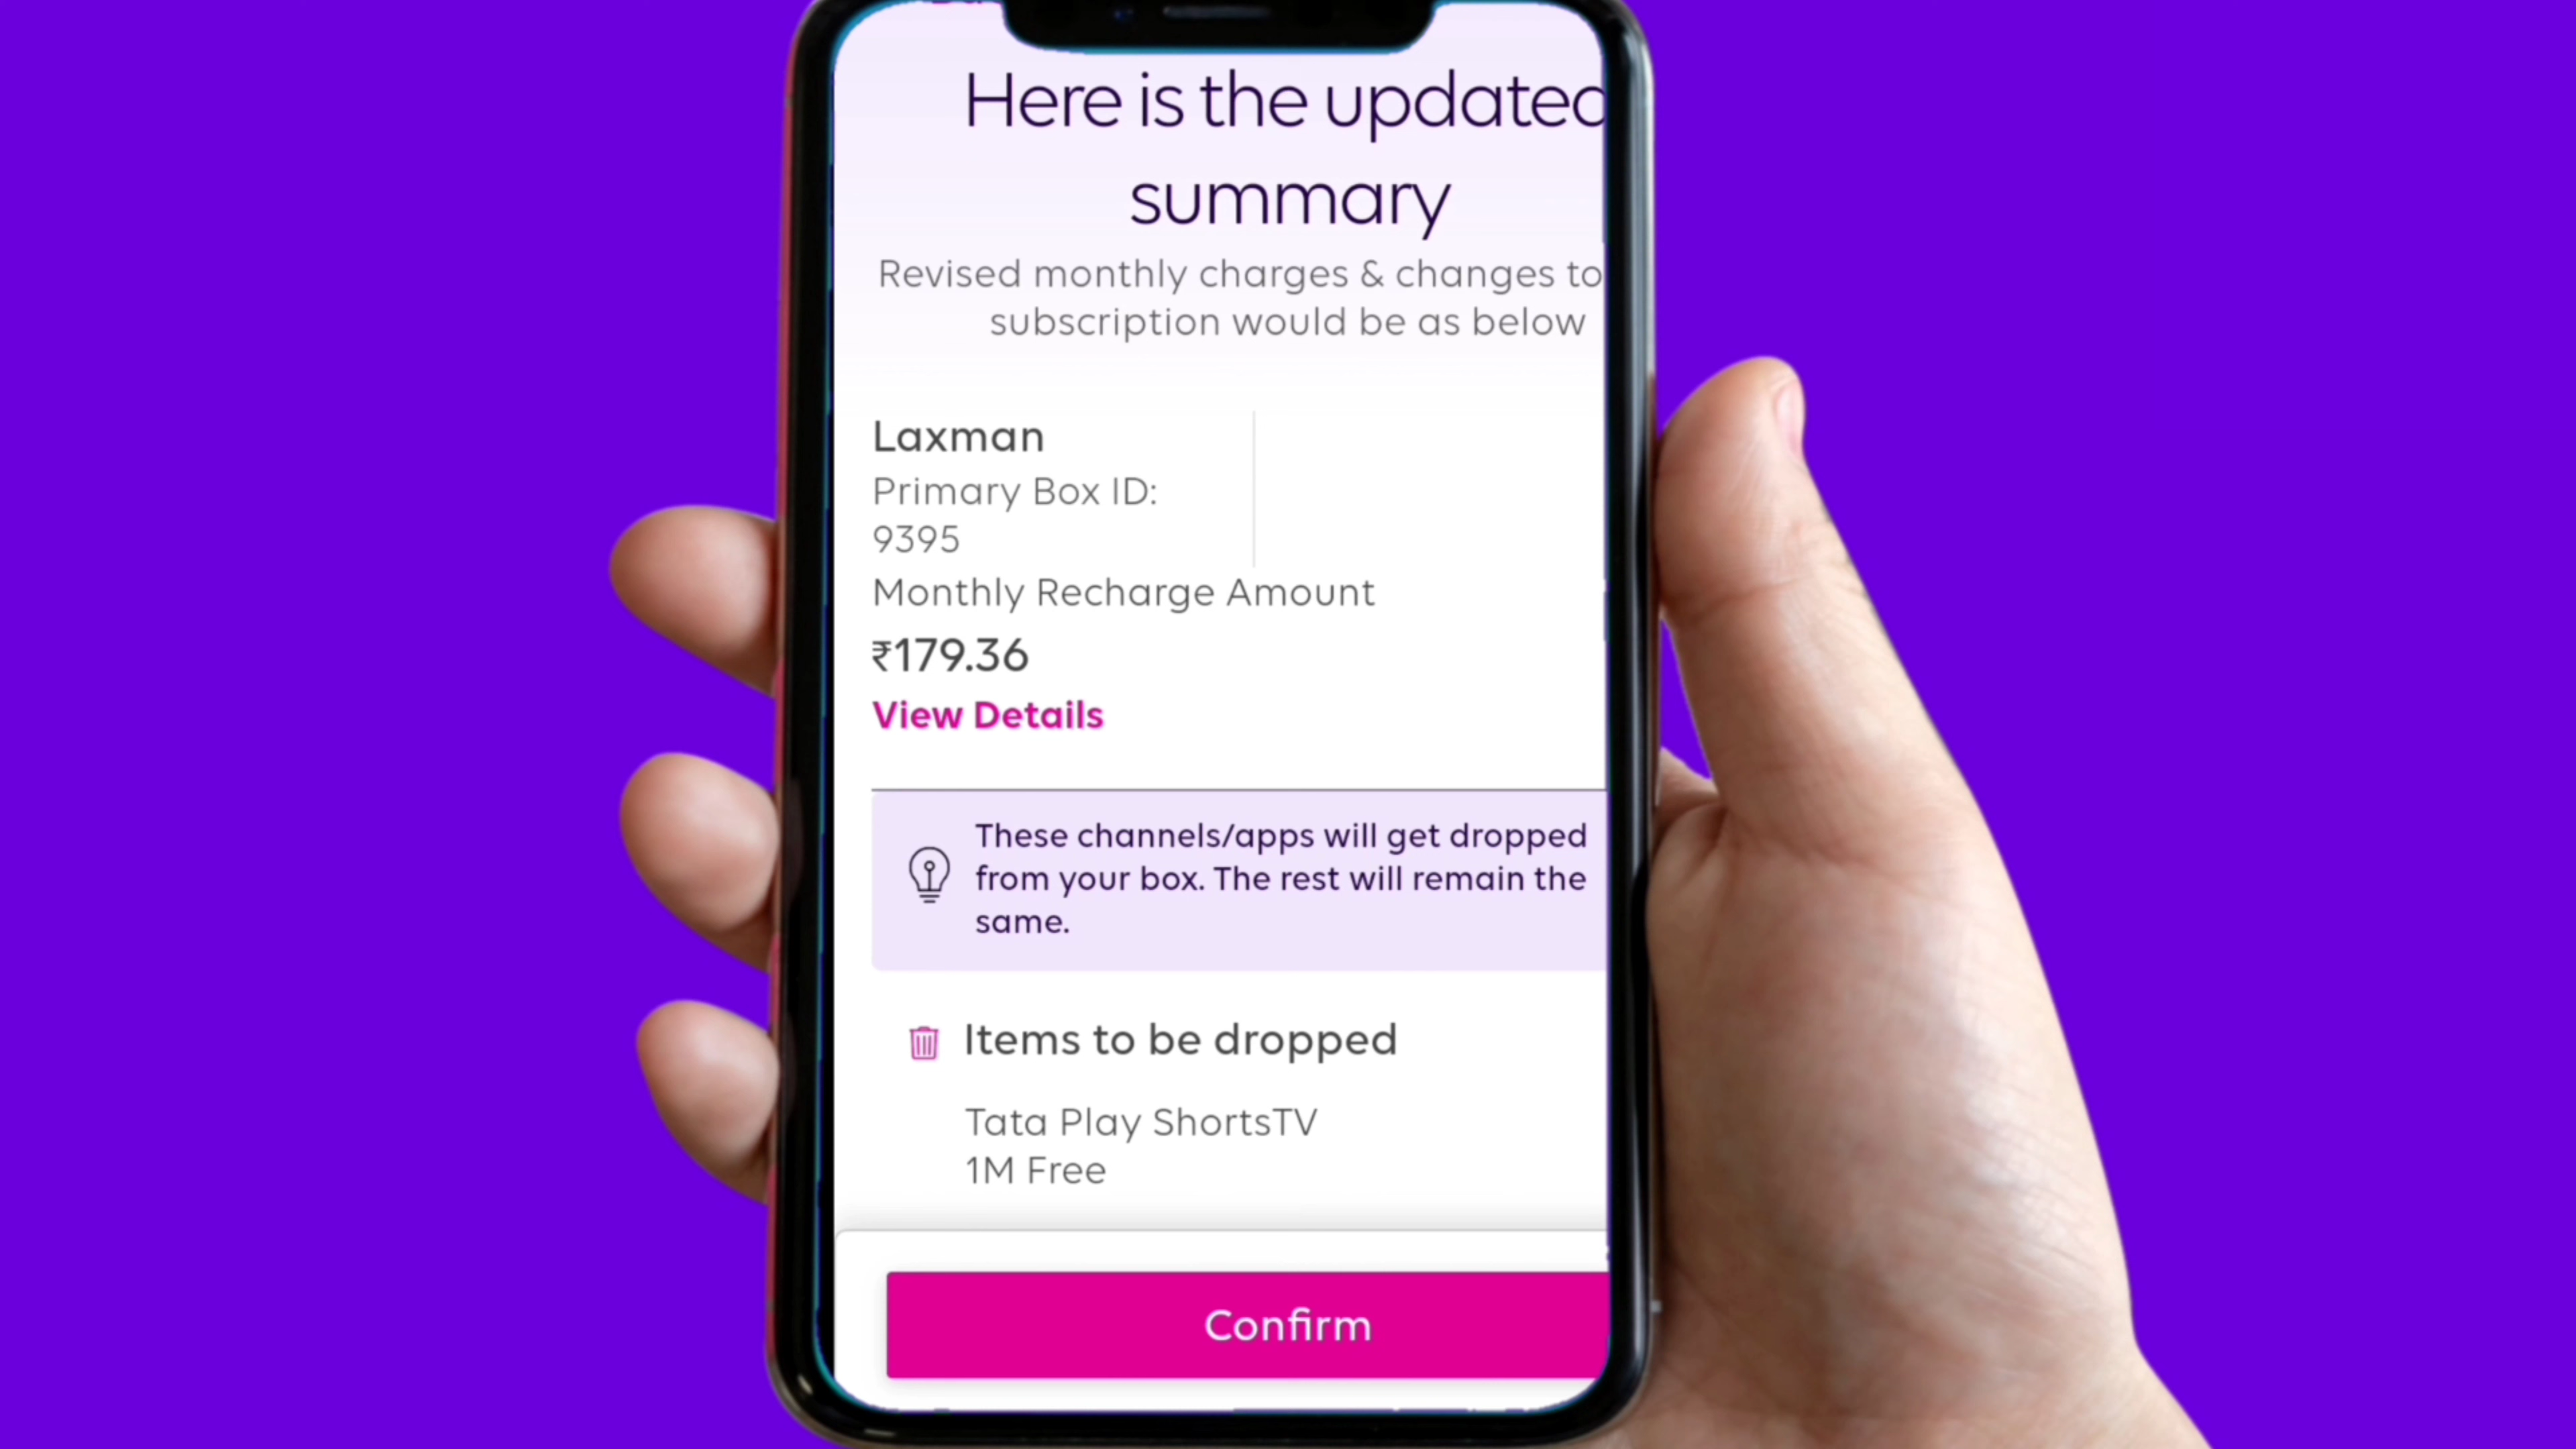 Here is the updated
summary
Revised monthly charges & changes to
subscription would be as below
Laxman
Primary Box ID:
9395
Monthly Recharge Amount
₹179.36
View Details
These channels/apps will get dropped
from your box. The rest will remain the
same.
Items to be dropped
Tata Play ShortsTV
1M Free
Confirm